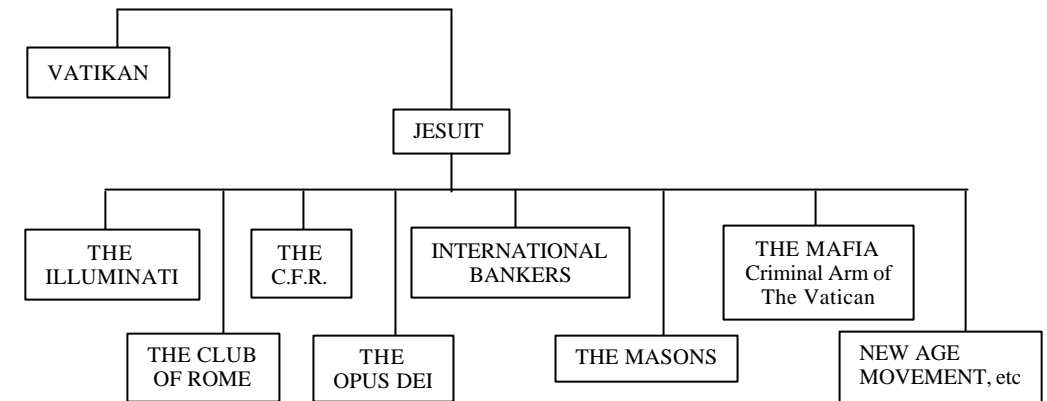 VATIKAN
JESUIT
THE
ILLUMINATI
THE
C.F.R.
INTERNATIONAL
BANKERS
THE MAFIA
Criminal Arm of
The Vatican
THE CLUB
OF ROME
THE
OPUS DEI
THE MASONS
NEW AGE
MOVEMENT, etc